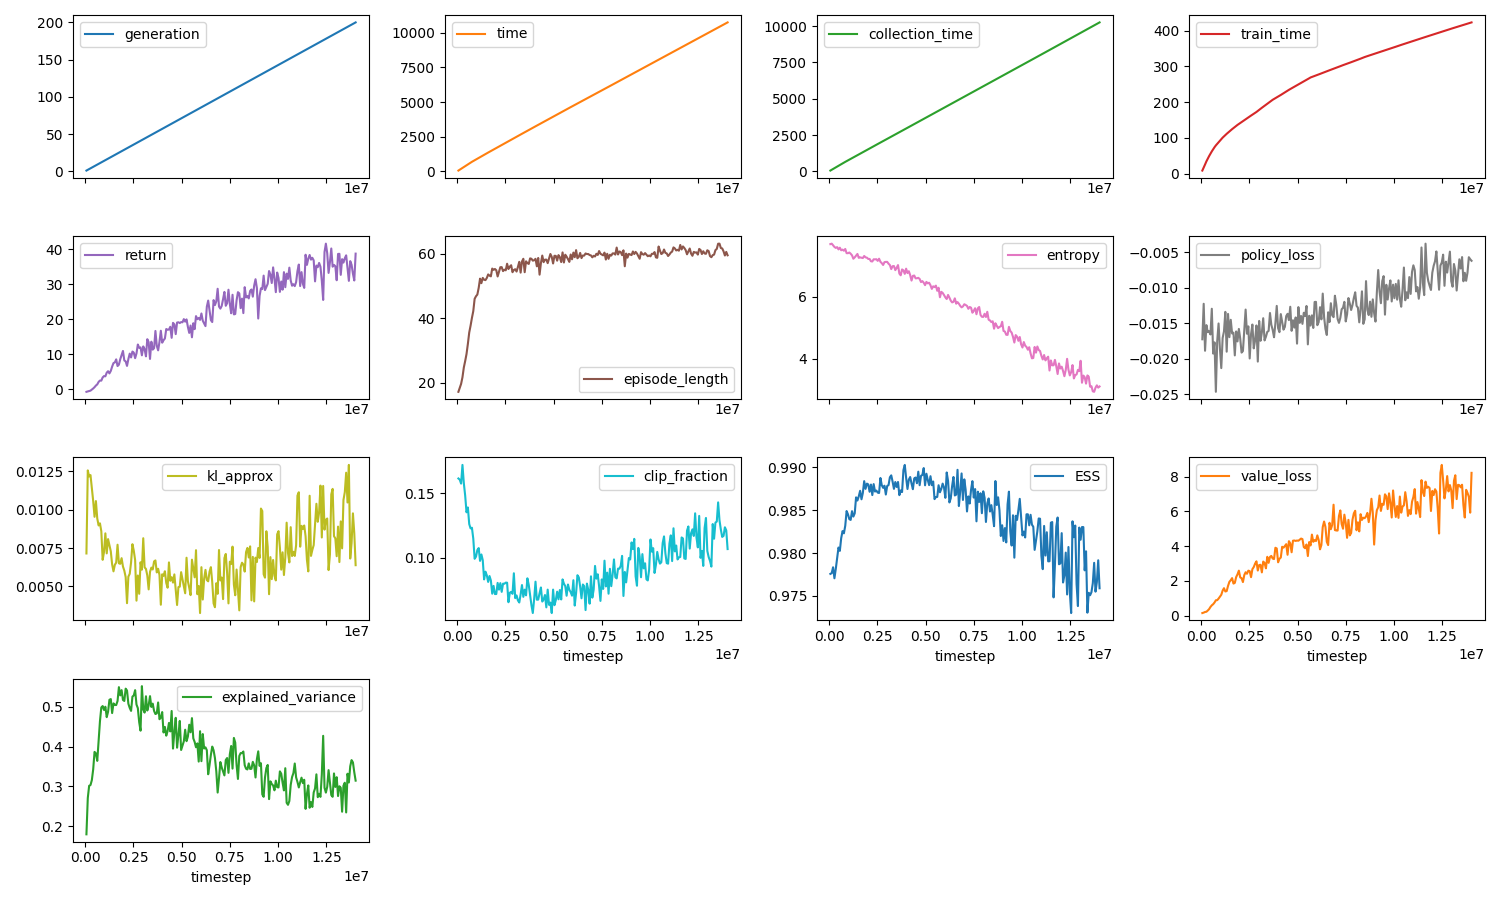 200
150
100
50
0
generation
1e7
10000
7500
5000
2500
0
time
1e7
10000
7500
5000
2500
0
collection_time
1e7
400
300
200
100
0
train_time
1e7
40
30
20
10
0
return
1e7
60
40
20
episode_length
1e7
6
4
entropy
1e7
−0.005
−0.010
−0.015
−0.020
−0.025
policy_loss
1e7
0.0125
0.0100
0.0075
0.0050
kl_approx
1e7
0.15
0.10
clip_fraction
0.00 0.25 0.50 0.75 1.00 1.25
timestep
1e7
0.990
0.985
0.980
0.975
ESS
0.00 0.25 0.50 0.75 1.00 1.25
timestep
1e7
8
6
4
2
0
value_loss
0.00 0.25 0.50 0.75 1.00 1.25
timestep
1e7
0.5
0.4
0.3
0.2
explained_variance
0.00 0.25 0.50 0.75 1.00 1.25
timestep
1e7